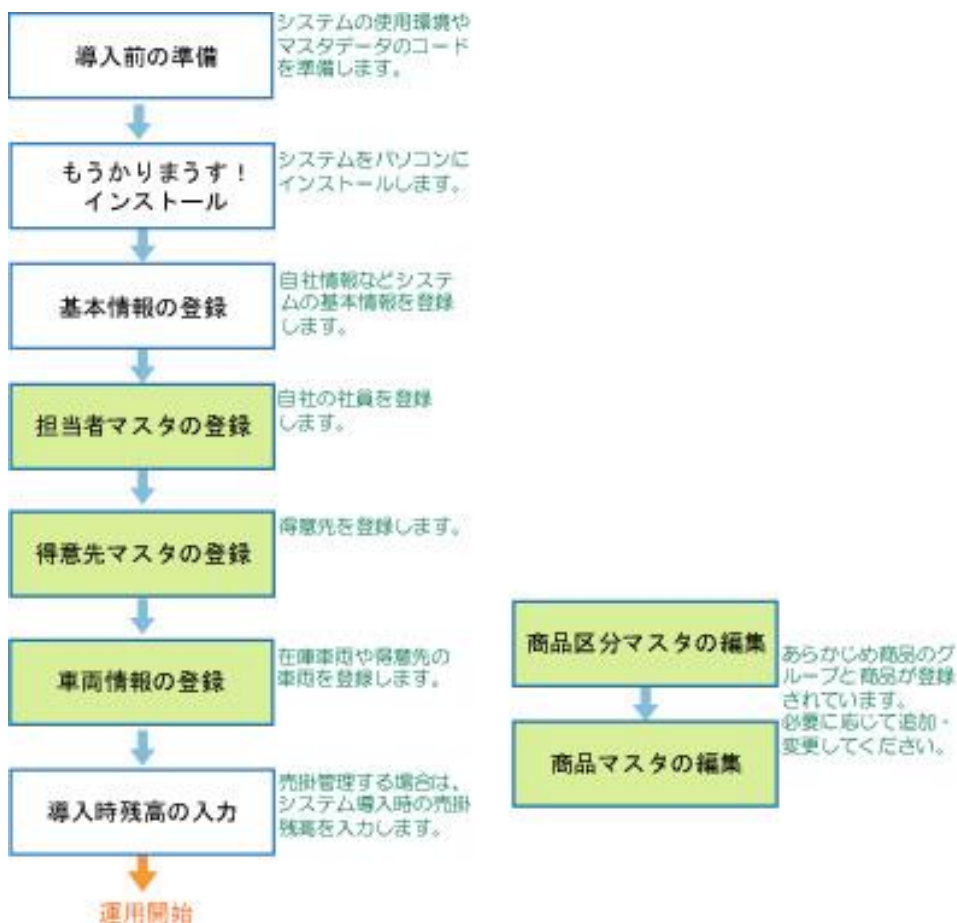 導入前の準備
システムの使用環境や
マスタデータのコード
を準備します。
もうかりまうす！
インストール
システムをパソコンに
インストールします。
基本情報の登録
自社情報などシステ
ムの基本情報を登録
します。
担当者マスタの登録
自社の社員を登録
します。
得意先マスタの登録
得意先を登録します。
車両情報の登録
在庫車両や得意先の
車両を登録します。
導入時残高の入力
売掛管理する場合は、
システム導入時の売掛
残高を入力します。
運用開始
商品区分マスタの編集
商品マスタの編集
あらかじめ商品のグ
ループと商品が登録
されています。
必要に応じて追加・
変更してください。